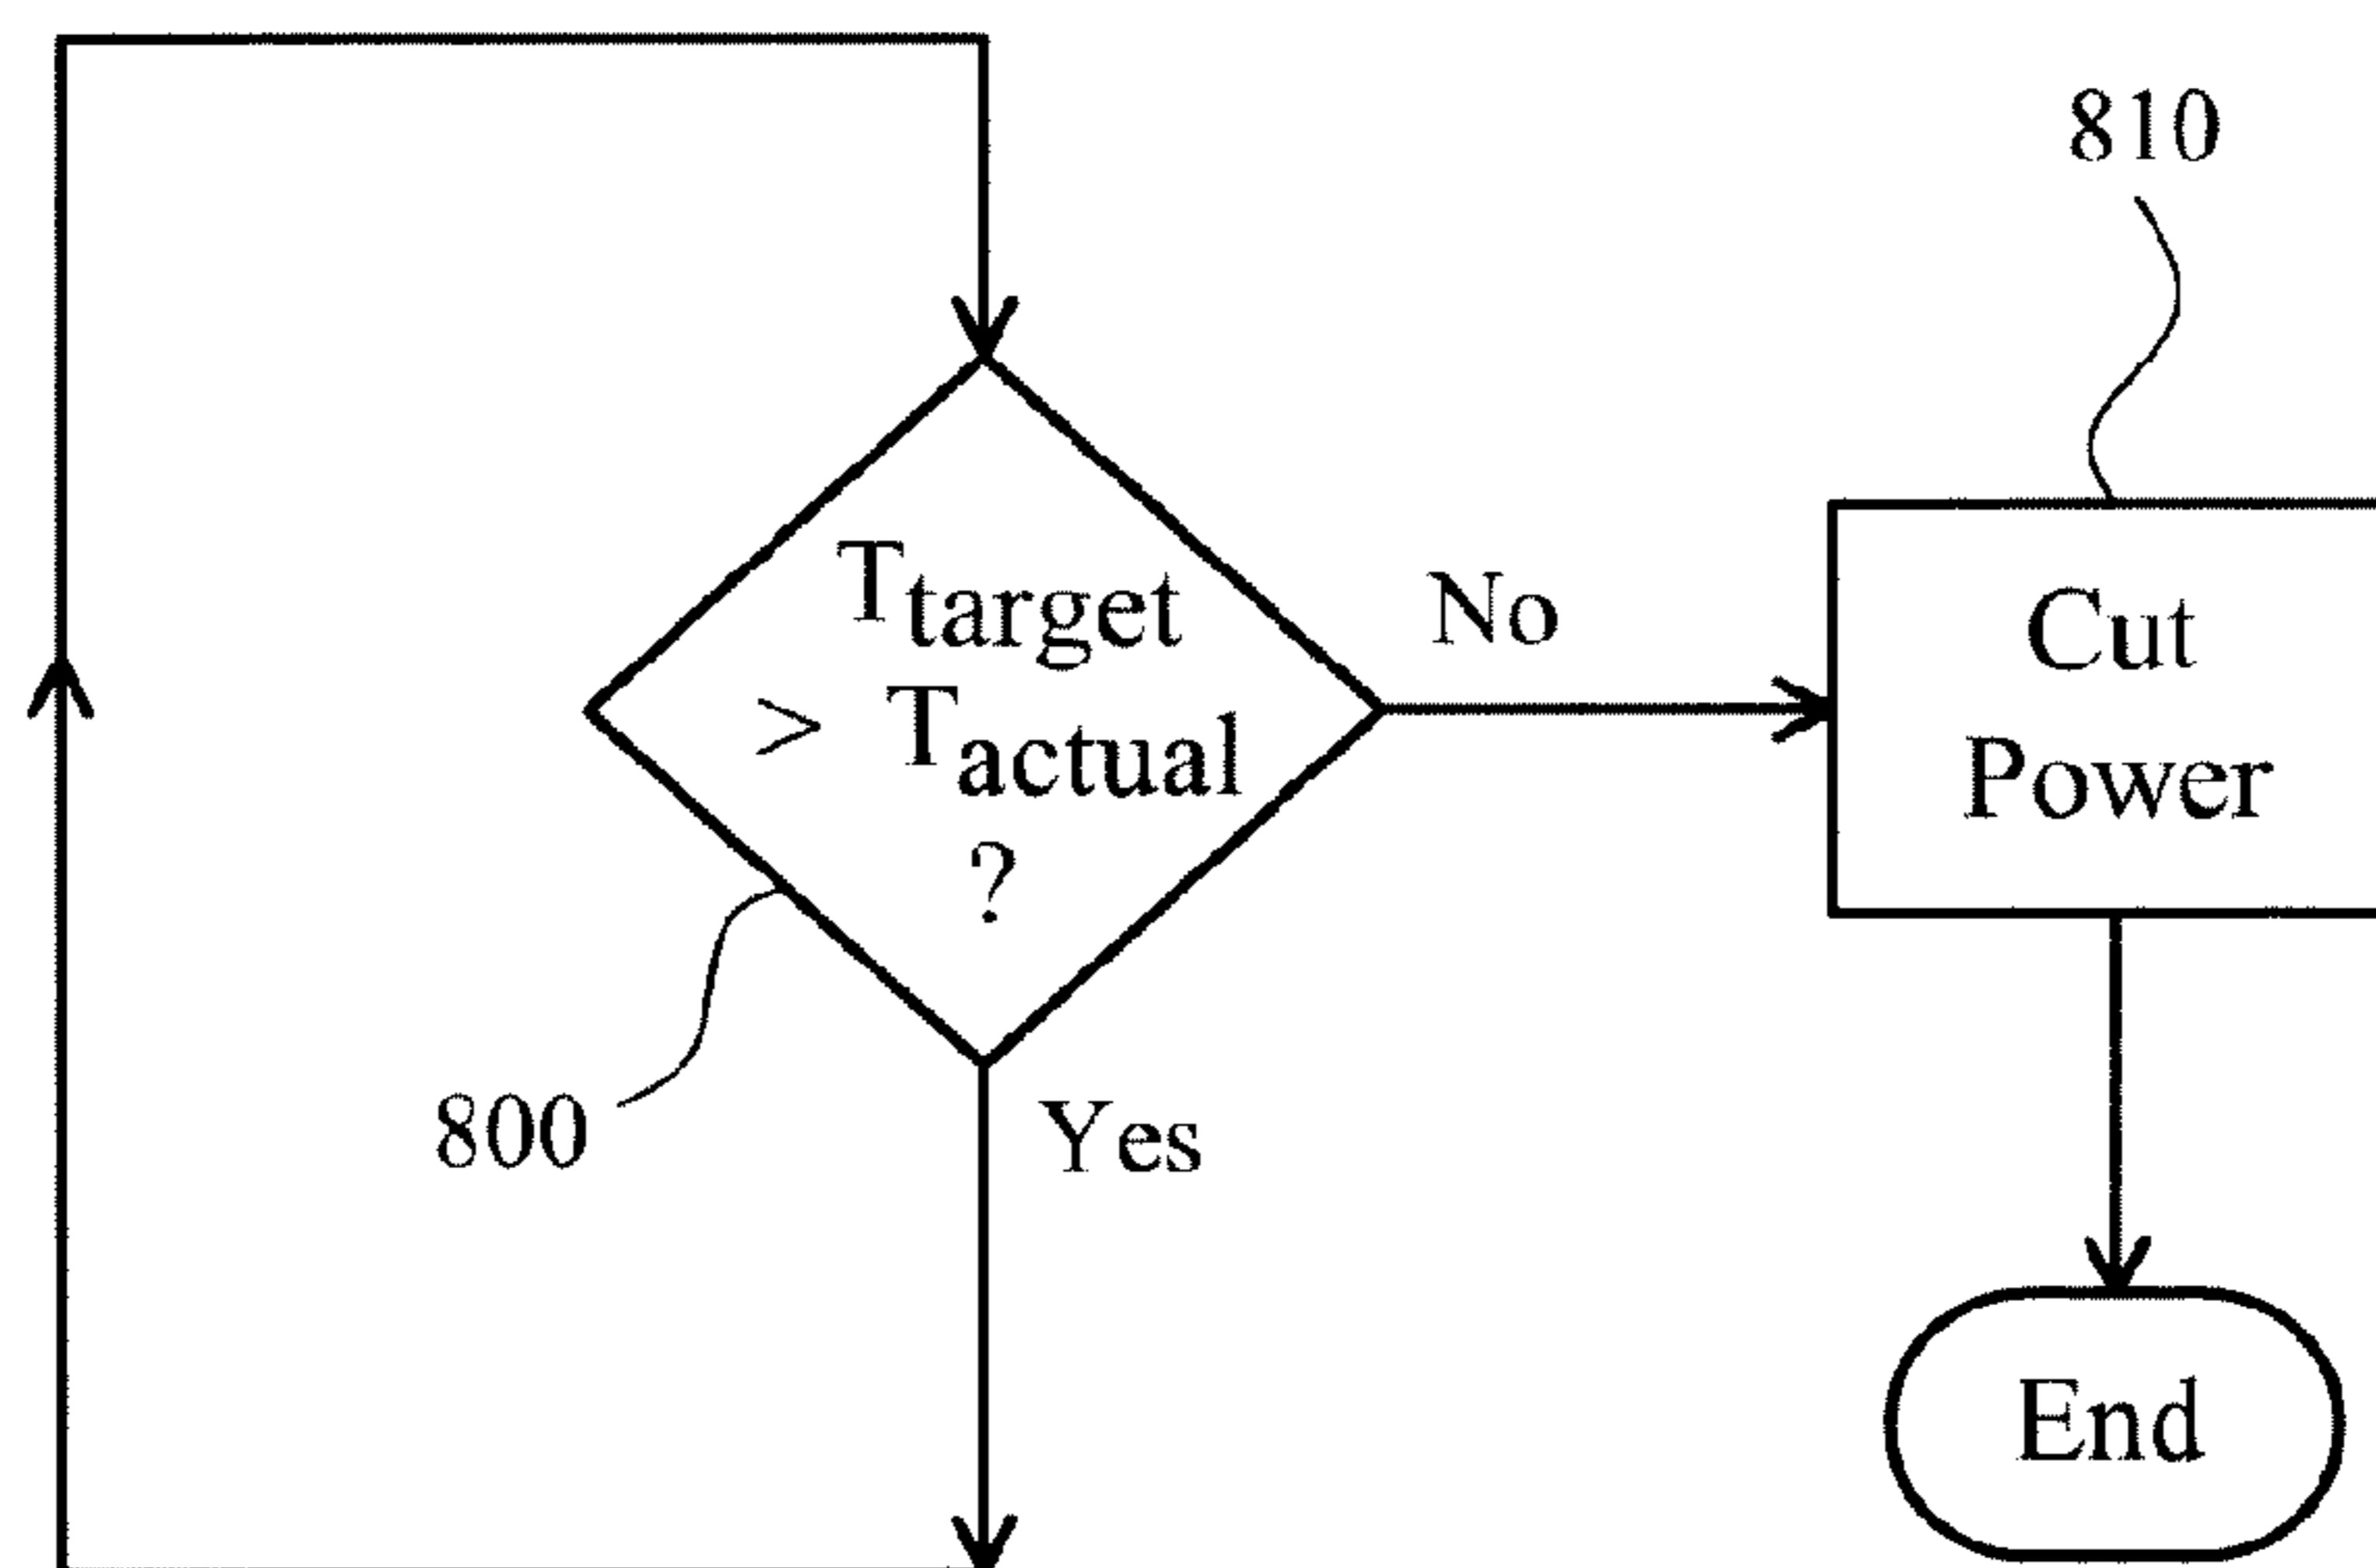 810
Ttarget
> Tactual
?
No
Cut
Power
800
Yes
End